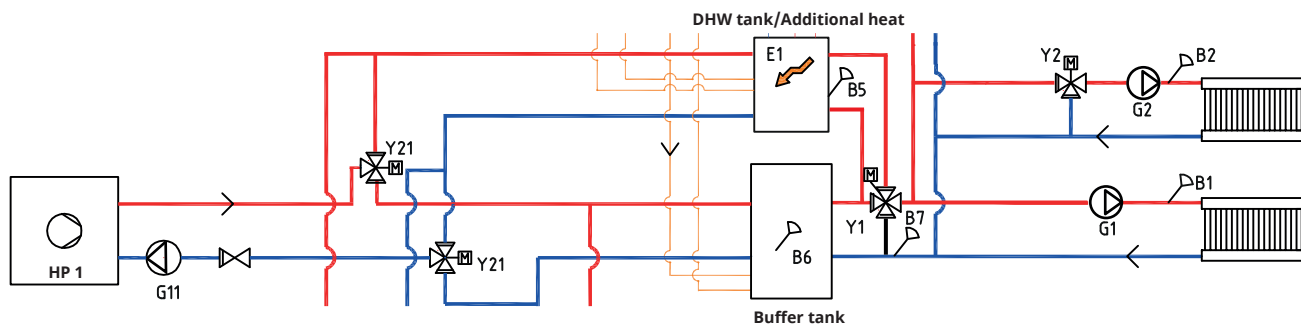 DHW tank/Additional heat
E1
B5
Y2
M
G2
B2
Y21
M
HP 1
G11
M
Y21
B6
M
Y1
B7
G1
B1
Buffer tank